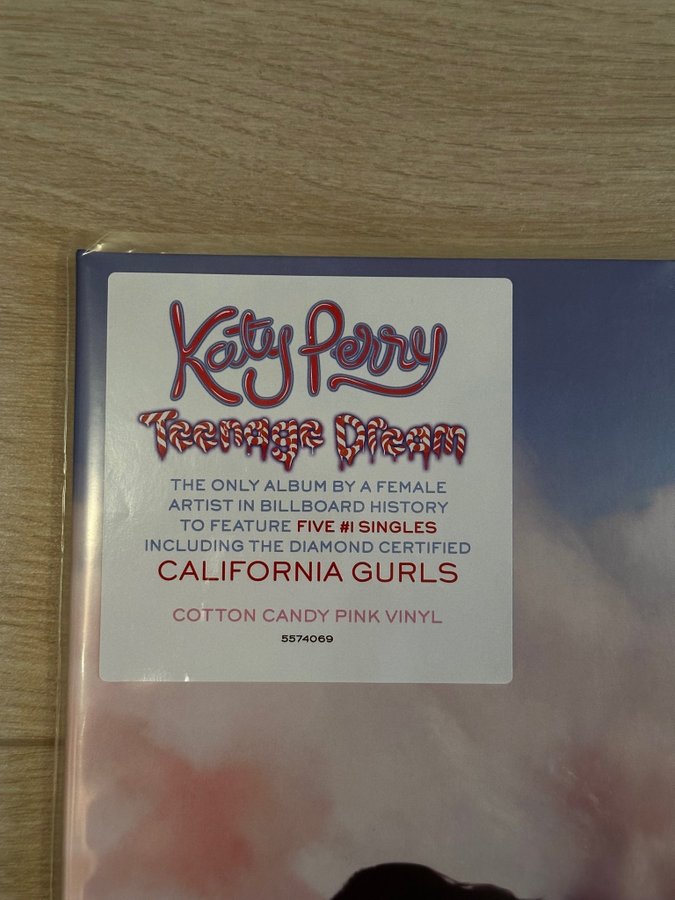 Katy Perry
Teenage Dream
THE ONLY ALBUM BY A FEMALE
ARTIST IN BILLBOARD HISTORY
TO FEATURE FIVE #1 SINGLES
INCLUDING THE DIAMOND CERTIFIED
CALIFORNIA GURLS
COTTON CANDY PINK VINYL
5574069